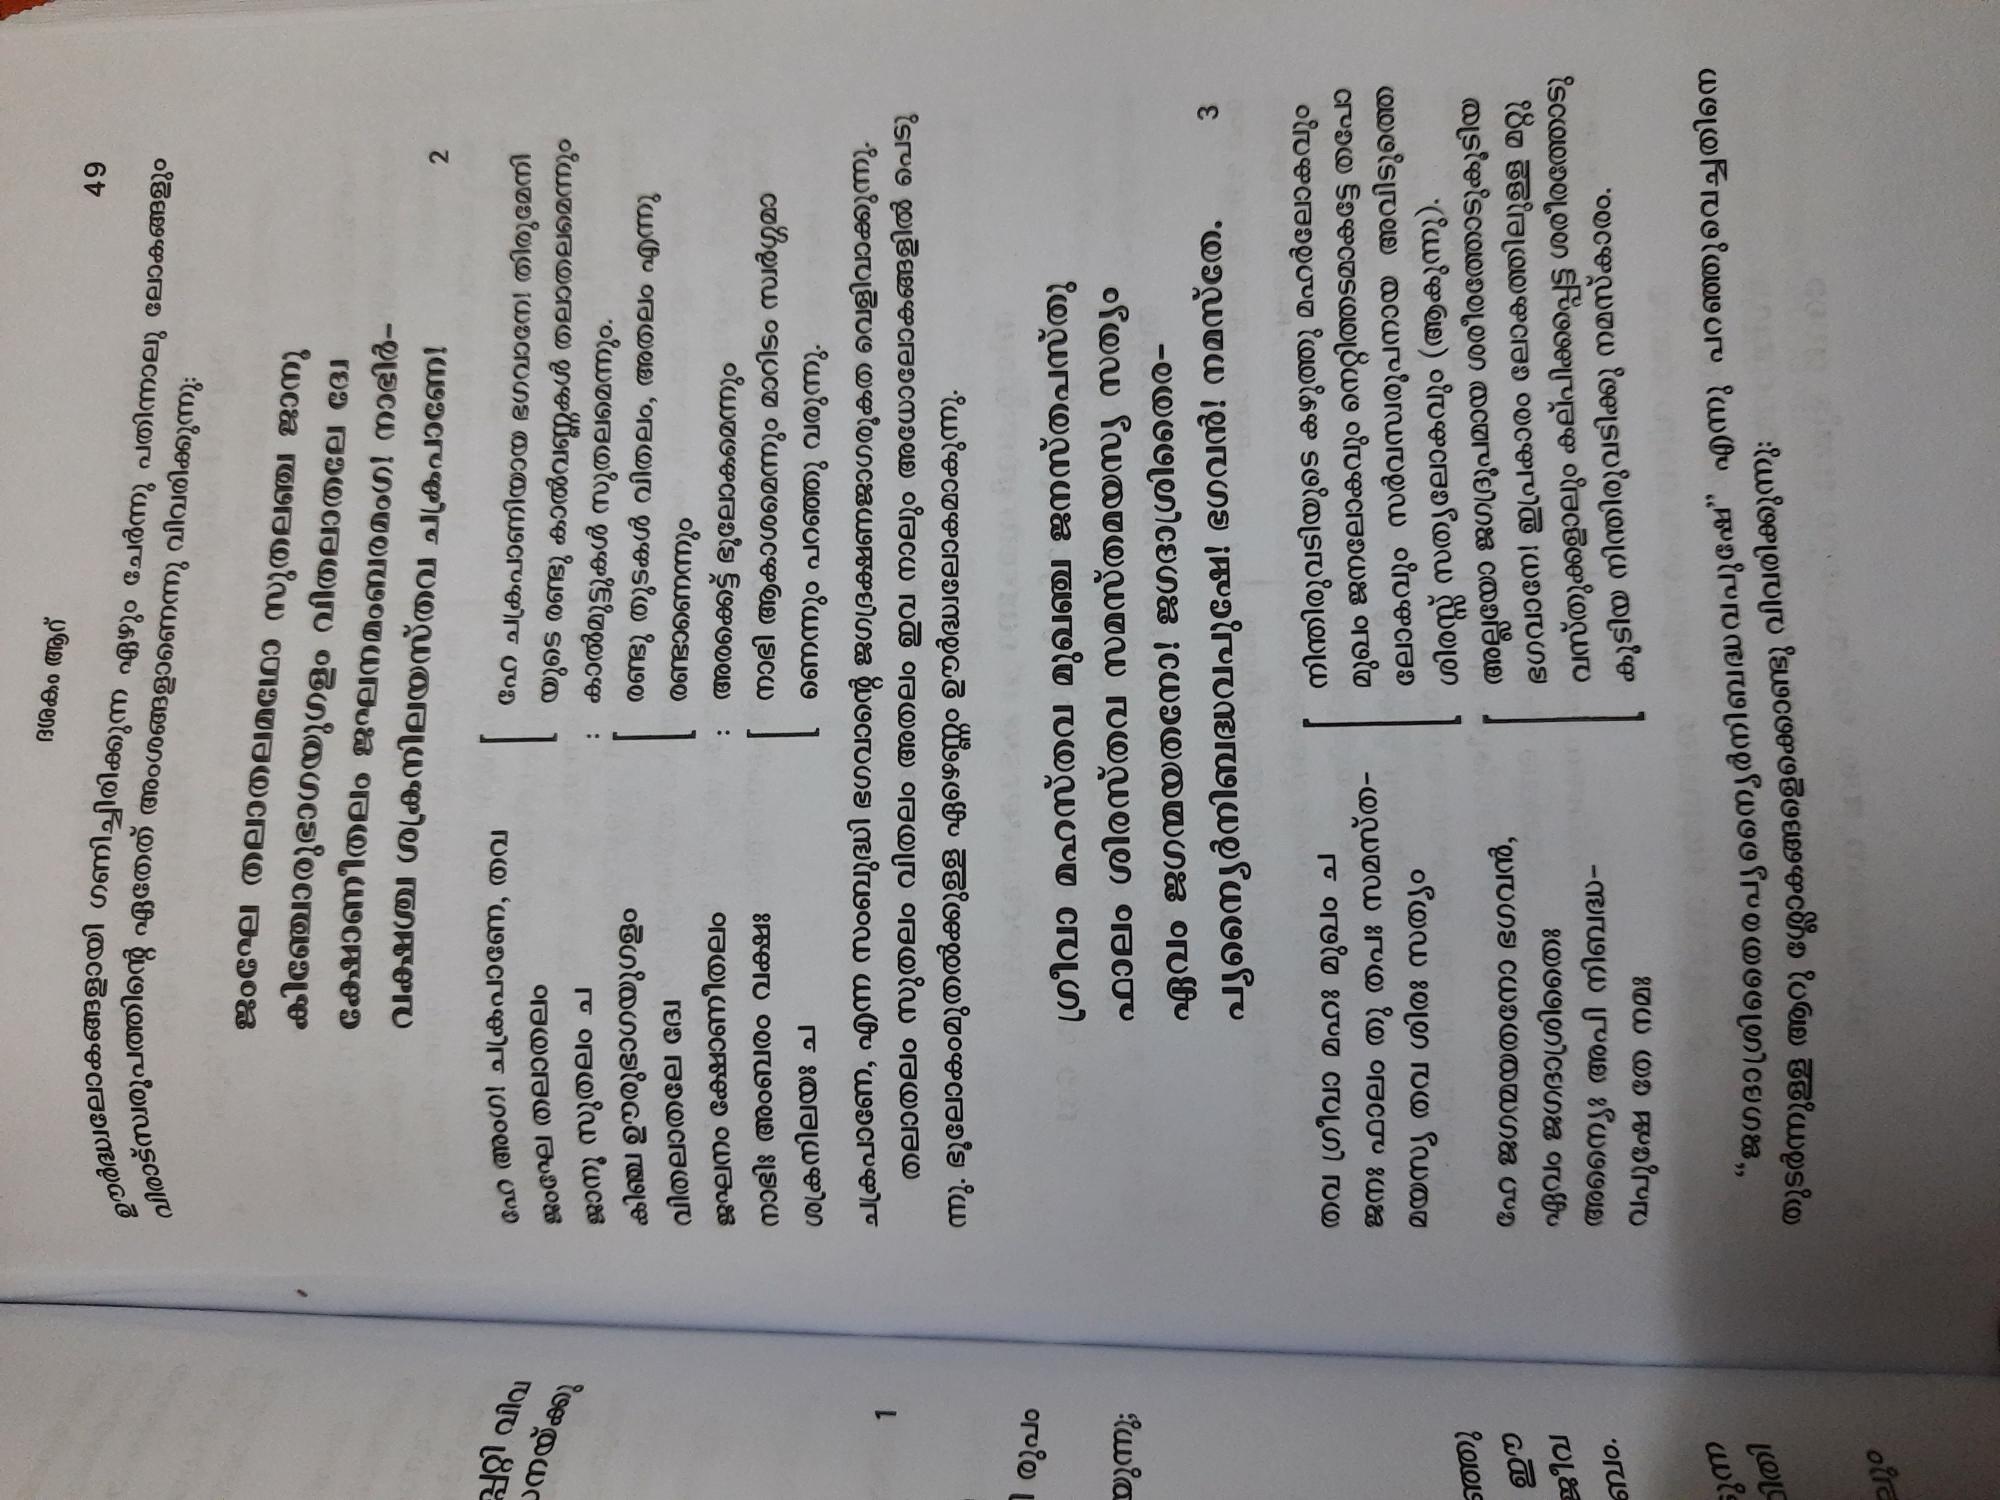 ദശകം ആറ്
49
ഊർദ്ധ്വലോകങ്ങളായി ഗണിച്ചിരിക്കുന്ന ഏഴും ചേർന്നു പതിന്നാലു ലോകങ്ങളും
വിരാട്സ്വരൂപത്തിന്റെ ഏതേത് അംശങ്ങളാണെന്നു വിവരിക്കുന്നു:
ജംഘേ തലാതലമഥോ സുതലഞ്ച ജാനൂ
കിഞ്ചോരുഭാഗയുഗളം വിതലാതലേ ദ്വേ
ക്ഷോണീതലം ജഘനമംബരമംഗ! നാഭിർ-
വക്ഷശ്ച ശക്രനിലയസ്തവ ചക്രപാണേ!
2
ഹേ അംഗ! ചക്രപാണേ, തവ
ജംഘേ തലാതലം
ജാനൂ സുതലം ച :
കിഞ്ച ഊരുഭാഗയുഗളം
വിതലാതലേ ദ്വേ
ജഘനം ക്ഷോണീതലം :
നാഭിഃ അംബരം വക്ഷഃ
ശക്രനിലയഃ ച
ഹേ ചക്രപാണിയായ ഭഗവാനേ! തിരുമേനി
യുടെ രണ്ടു കാൽവണ്ണകൾ തലാതലമെന്നും
കാൽമുട്ടുകൾ സുതലമെന്നും.
രണ്ടു തുടകൾ വിതലം, അതലം എന്നു
രണ്ടാണെന്നും
അരക്കെട്ട് ഭൂലോകമെന്നും
നാഭി ആകാശമെന്നും മാറിടം സ്വർഗ്ഗമാ
ണെന്നും പറഞ്ഞു വരുന്നു.
ചക്രപാണേ, എന്ന സംബുദ്ധി ഭഗവാന്റെ ജഗദ്രക്ഷണജാഗരൂകത വെളിവാക്കുന്നു.
തലാതലം സുതലം വിതലം അതലം ഇവ നാലും അധോലോകങ്ങളിൽ പെടു
ന്നു. ഭൂലോകംമുതൽക്കുള്ള ഏഴെണ്ണം ഊർദ്ധ്വലോകമാകുന്നു.
ഗ്രീവാ മഹസ്തവ മുഖഞ്ച ജനസ്തപസ്തു
ഫാലം ശിരസ്തവ സമസ്തമയസ്യ സത്യം
ഏവം ജഗന്മയതനോ! ജഗദാശ്രിതൈര-
പ്യന്യൈർനിബദ്ധവപുഷേ! ഭഗവൻ! നമസ്തേ.
3
തവ ഗ്രീവാ മഹഃ മുഖം ച
ജനഃ ഫാലം തു തപഃ സമസ്ത-
മയസ്യ തവ ശിരഃ സത്യം
നിന്തിരുവടിയുടെ കഴുത്തു മഹർലോകവും
മുഖം ജനലോകവും നെറ്റിത്തടമാകട്ടേ തപോ
ലോകവും സർവസ്വരൂപനായ അവിടുത്തെ
ശിരസ്സ് സത്യലോകവും (ആകുന്നു).
ഹേ ജഗന്മയതനോ ഭഗവൻ,
ഏവം ജഗദാശ്രിതൈഃ
അന്യൈഃ അപി നിബദ്ധ-
വപുഷേ തേ നമഃ
അല്ലയോ ജഗദ്രൂപമായ ശരീരത്തോടുകൂടിയ
ഭഗവാനേ! ഇപ്രകാരം ലോകത്തിലുള്ള മറ്റു
വസ്തുക്കളാലും കല്പിക്കപ്പെട്ട ശരീരത്തോടു
കൂടിയ നിന്തിരുവടിക്കു നമസ്കാരം.
“ജഗദാശ്രിതൈരപ്യന്യൈർനിബദ്ധവപുഷേ” എന്നു പറഞ്ഞുവെച്ചതിനെ
തുടർന്നുള്ള ആറു ശ്ലോകങ്ങളെക്കൊണ്ടു വിവരിക്കുന്നു:
വിവ
1
രൂപം
ഈ